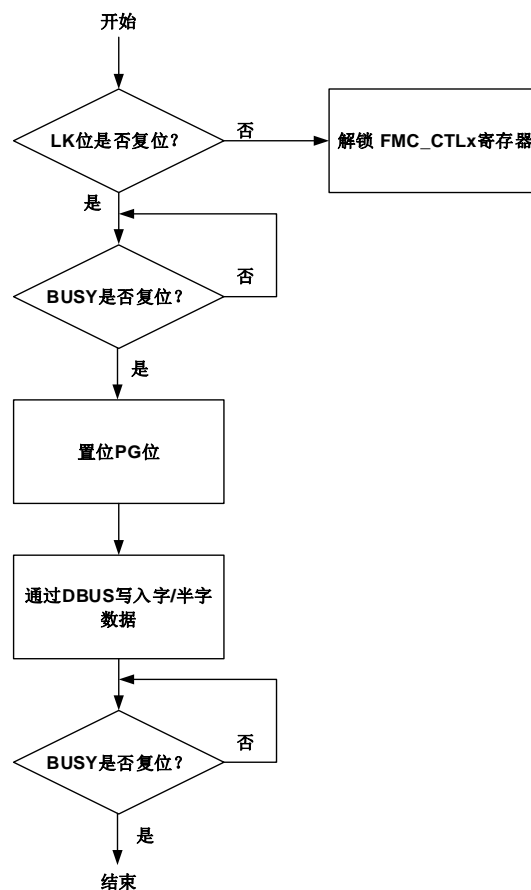 开始
LK位是否复位？
否
解锁 FMC_CTLx寄存器
是
BUSY是否复位？
否
是
置位PG位
通过DBUS写入字/半字
数据
BUSY是否复位？
否
是
结束